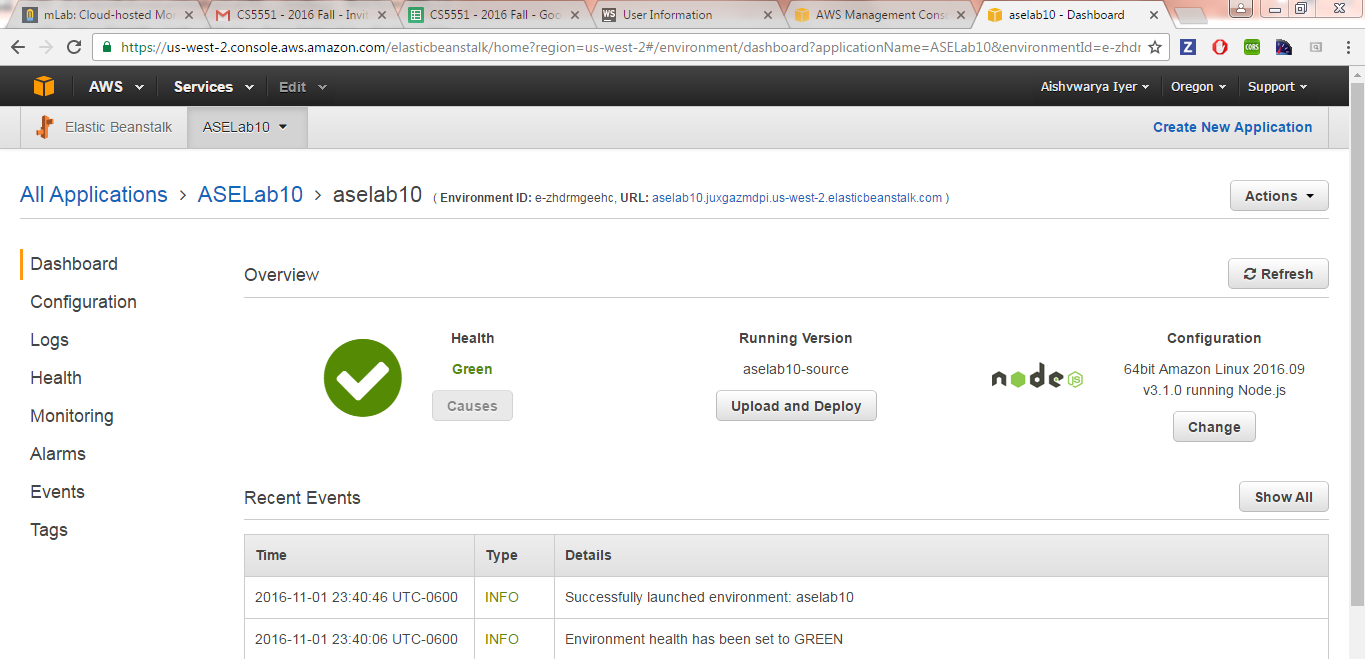 mLab: Cloud-hosted Mo
CS5551 - 2016 Fall - Invit
CS5551 - 2016 Fall - Goo
WS User Information
AWS Management Cons
aselab10 - Dashboard
https://us-west-2.console.aws.amazon.com/elasticbeanstalk/home?region=us-west-2#/environment/dashboard?applicationName=ASELab10&environmentId=e-zhdr
Z
CORS
AWS Services Edit Aishvwarya Iyer Oregon Support
Elastic Beanstalk ASELab10 Create New Application
All Applications > ASELab10 > aselab10 ( Environment ID: e-zhdrmgeehc, URL: aselab10.juxgazmdpi.us-west-2.elasticbeanstalk.com )
Actions
Dashboard
Configuration
Logs
Health
Monitoring
Alarms
Events
Tags
Overview
Refresh
Health
Green
Causes
Running Version
aselab10-source
Upload and Deploy
node
JS
Configuration
64bit Amazon Linux 2016.09
v3.1.0 running Node.js
Change
Recent Events
Show All
Time Type Details
2016-11-01 23:40:46 UTC-0600 INFO Successfully launched environment: aselab10
2016-11-01 23:40:06 UTC-0600 INFO Environment health has been set to GREEN